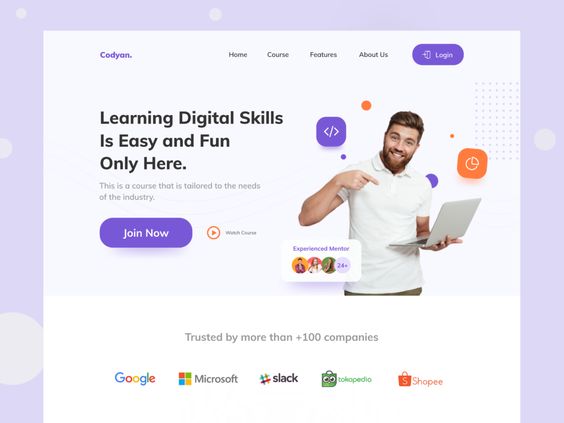 Codyan.
Home Course Features About Us Login
Learning Digital Skills
Is Easy and Fun
Only Here.
This is a course that is tailored to the needs
of the industry.
Join Now Watch Course
</>
Experienced Mentor
24+
Trusted by more than +100 companies
Google Microsoft slack tokopedia Shopee